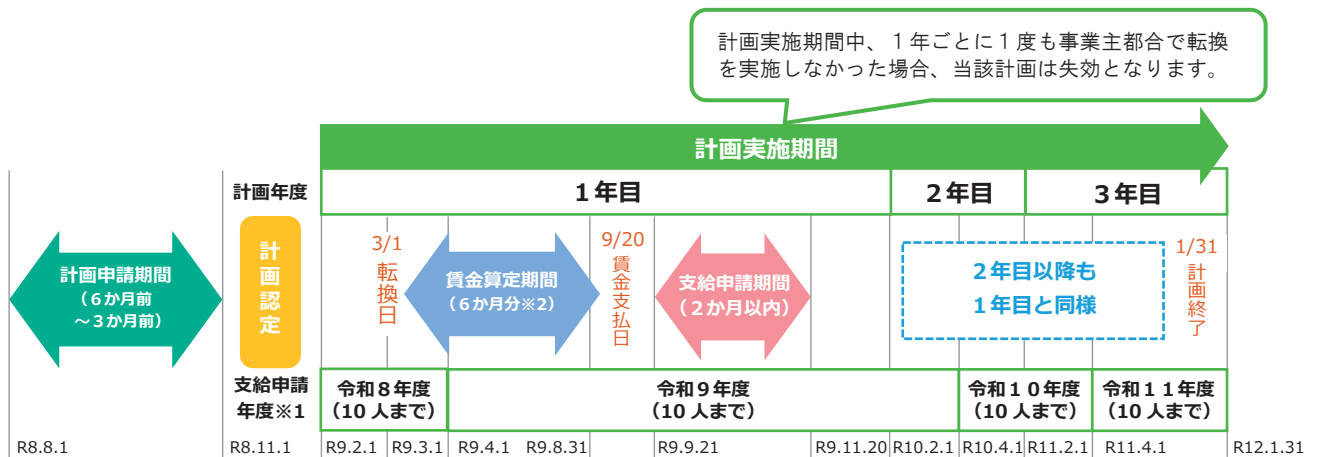 計画実施期間中、１年ごとに１度も事業主都合で転換
を実施しなかった場合、当該計画は失効となります。
計画実施期間
計画年度
１年目
２年目
３年目
計画申請期間
（６か月前
～３か月前）
計画認定
3/1
転換日
賃金算定期間
（６か月分※2）
9/20
賃金支払日
支給申請期間
（２か月以内）
２年目以降も
１年目と同様
1/31
計画終了
支給申請
年度※1
令和８年度
（10 人まで）
令和９年度
（10 人まで）
令和１０年度
（10 人まで）
令和１１年度
（10 人まで）
R8.8.1
R8.11.1
R9.2.1
R9.3.1
R9.4.1
R9.8.31
R9.9.21
R9.11.20
R10.2.1
R10.4.1
R11.2.1
R11.4.1
R12.1.31